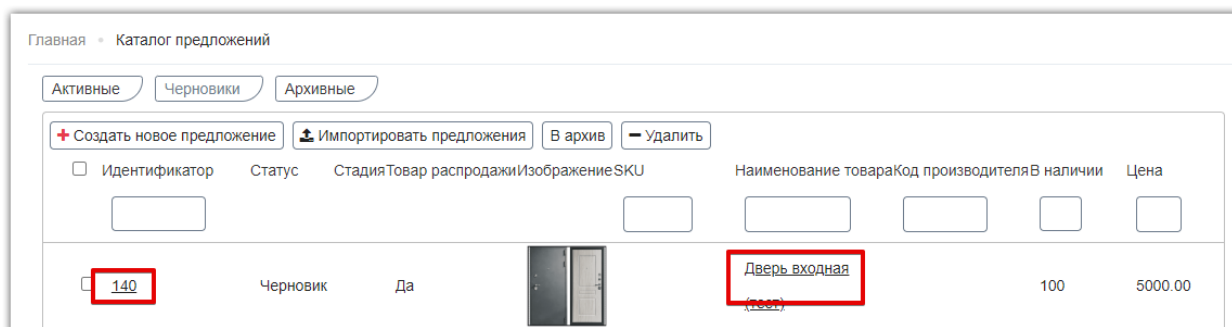 Главная • Каталог предложений
Активные Черновики Архивные
+ Создать новое предложение Импортировать предложения В архив − Удалить
Идентификатор Статус Стадия Товар распродажи Изображение SKU Наименование товара Код производителя В наличии Цена
140 Черновик Да Дверь входная 100 5000.00
(тест)